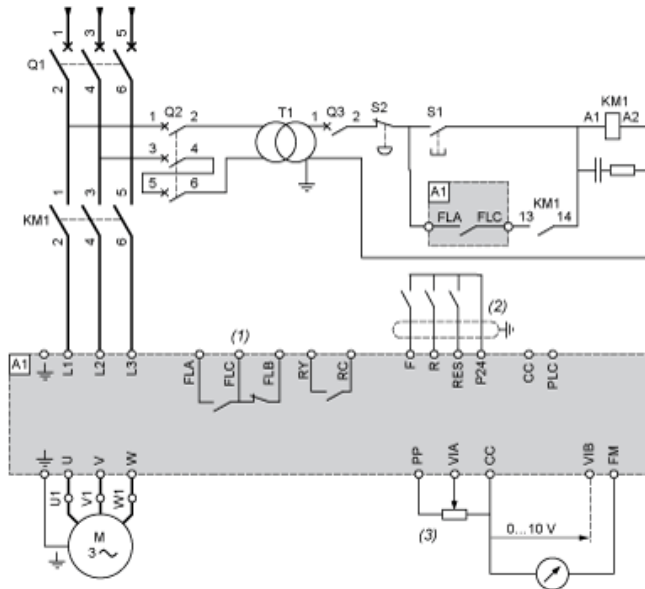 1 3 5
Q1
2 4 6
1 Q2 2
3 4
5 6
T1
1 Q3 2
S2
S1
KM1
A1 A2
A1
FLA FLC
13 KM1 14
1 3 5
KM1
2 4 6
(1)
(2)
A1
L1 L2 L3
FLA FLC FLB RY RC
F R RES P24 CC PLC
U V W
PP VIA CC VIB FM
U1 V1 W1
M
3
(3)
0...10 V